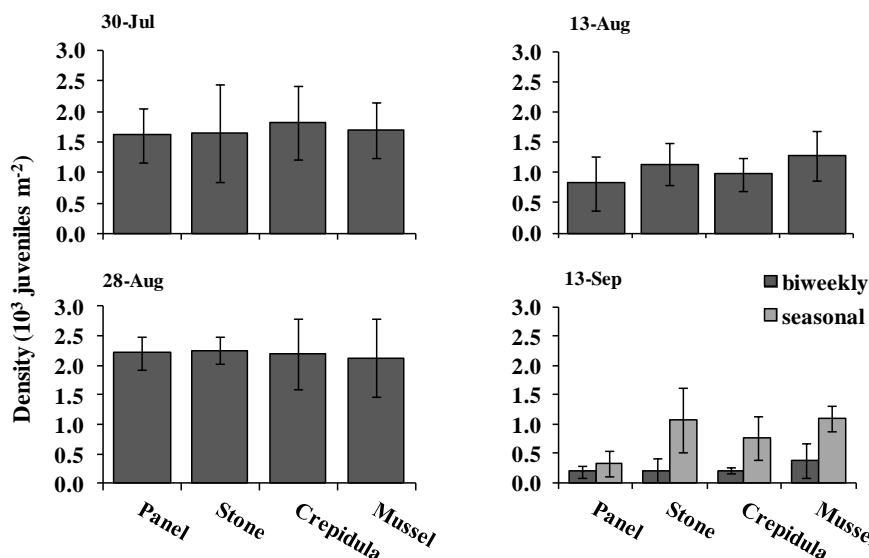 30-Jul
3.0
2.5
2.0
1.5
1.0
0.5
0.0
13-Aug
3.0
2.5
2.0
1.5
1.0
0.5
0.0
Density (10³ juveniles m⁻²)
28-Aug
3.0
2.5
2.0
1.5
1.0
0.5
0.0
Panel
Stone
Crepidula
Mussel
13-Sep
biweekly
seasonal
3.0
2.5
2.0
1.5
1.0
0.5
0.0
Panel
Stone
Crepidula
Mussel